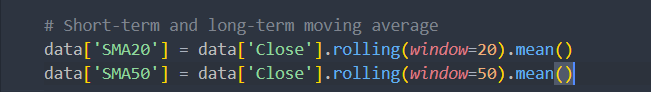 # Short-term and long-term moving average
data['SMA20'] = data['Close'].rolling(window=20).mean()
data['SMA50'] = data['Close'].rolling(window=50).mean()